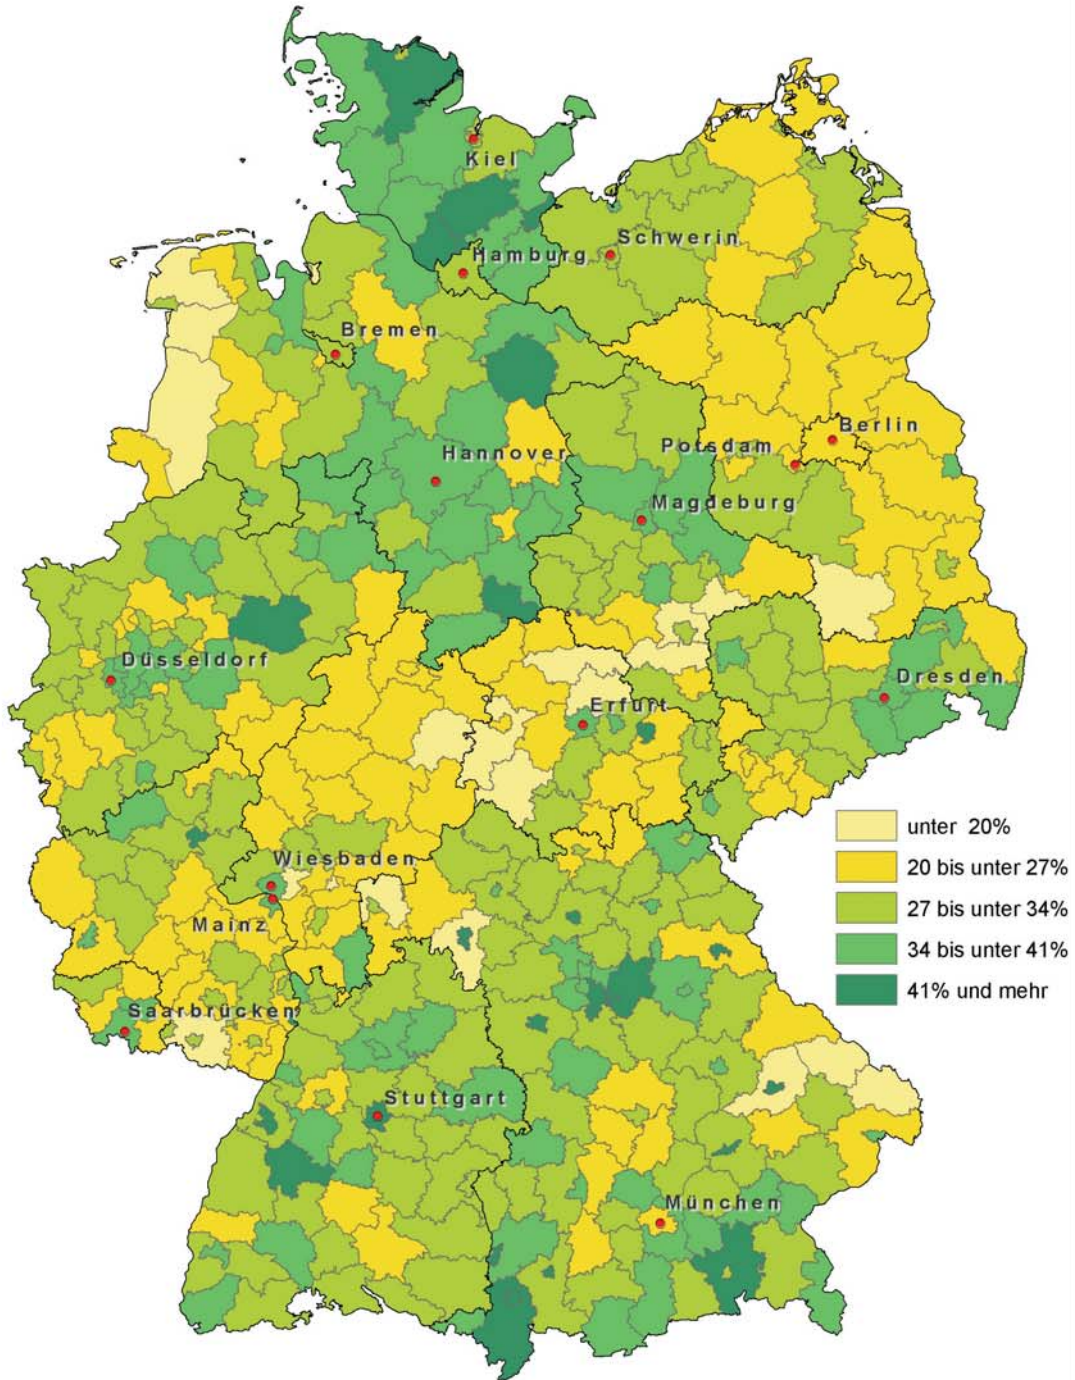 Kiel
Schwerin
Hamburg
Bremen
Berlin
Potsdam
Hannover
Magdeburg
Düsseldorf
Dresden
Erfurt
Wiesbaden
Mainz
Saarbrücken
Stuttgart
München
unter 20%
20 bis unter 27%
27 bis unter 34%
34 bis unter 41%
41% und mehr